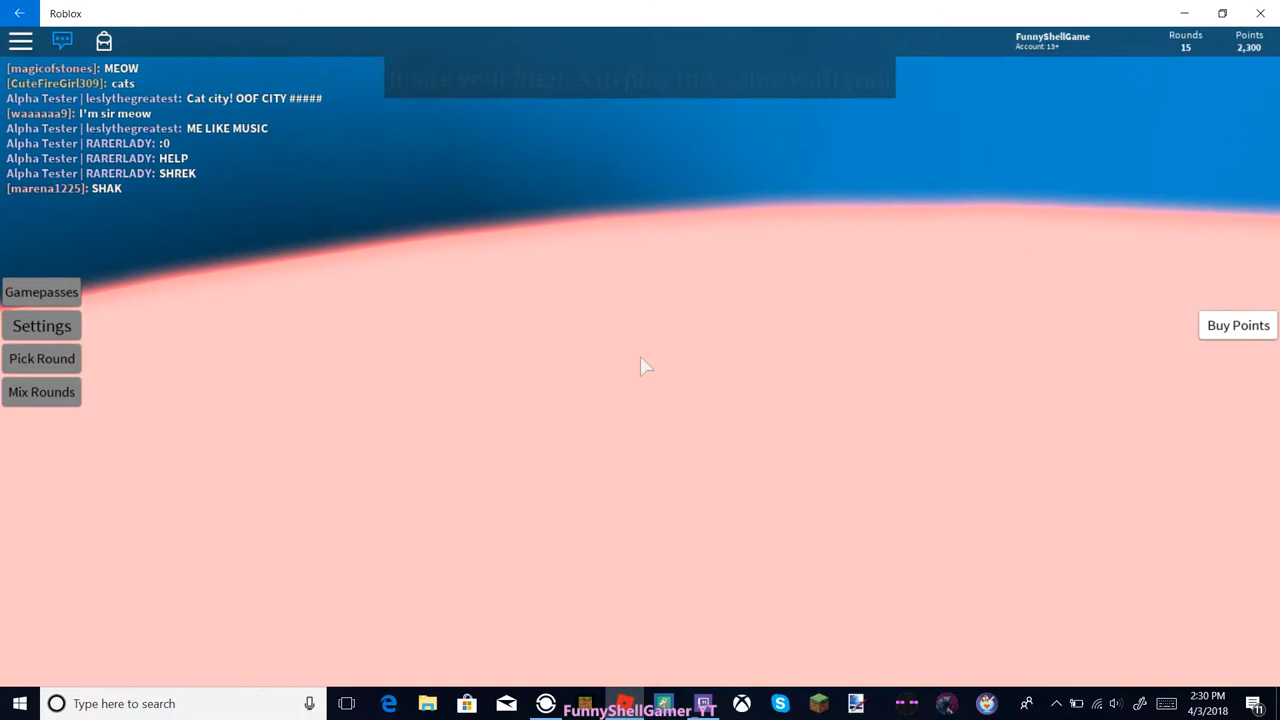 Roblox
FunnyShellGame
Account: 13+
Rounds
15
Points
2,300
[magicofstones]: MEOW
[CuteFireGirl309]: cats
Alpha Tester | leslythegreatest: Cat city! OOF CITY #####
[waaaaaa9]: I'm sir meow
Alpha Tester | leslythegreatest: ME LIKE MUSIC
Alpha Tester | RARERLADY: :0
Alpha Tester | RARERLADY: HELP
Alpha Tester | RARERLADY: SHREK
[marena1225]: SHAK
Gamepasses
Settings
Pick Round
Mix Rounds
Buy Points
Type here to search
FunnyShellGamer YT
2:30 PM
4/3/2018
11